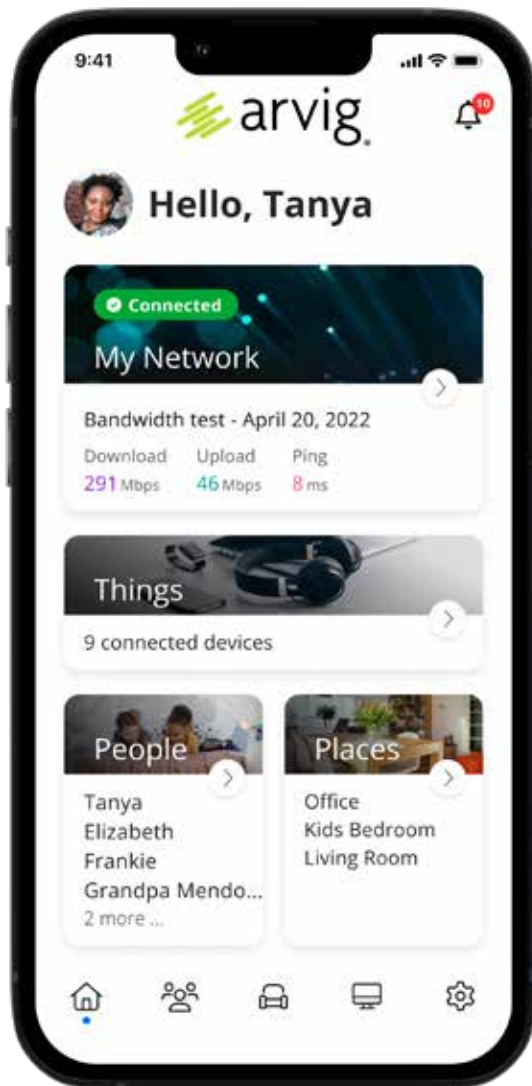 9:41
arvig
10
Hello, Tanya
Connected
My Network
Bandwidth test - April 20, 2022
Download Upload Ping
291 Mbps 46 Mbps 8 ms
Things
9 connected devices
People
Tanya
Elizabeth
Frankie
Grandpa Mendo...
2 more ...
Places
Office
Kids Bedroom
Living Room